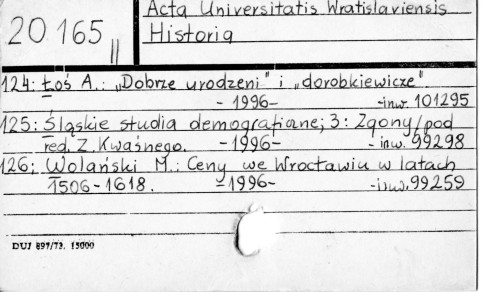 Acta Universitatis Wratislaviensis
20 165 II
Historia
124: Łoś A.: „Dobrze urodzeni" i „dorobkiewicze"
- 1996- -inw. 101295
125: Śląskie studia demograficzne; 3: Zgony/pod
red. Z. Kwaśnego. -1996- - inw. 99298
126: Wolański M.: Ceny we Wrocławiu w latach
1506-1618. -1996- -inw. 99259
DUJ 897/73. 15000